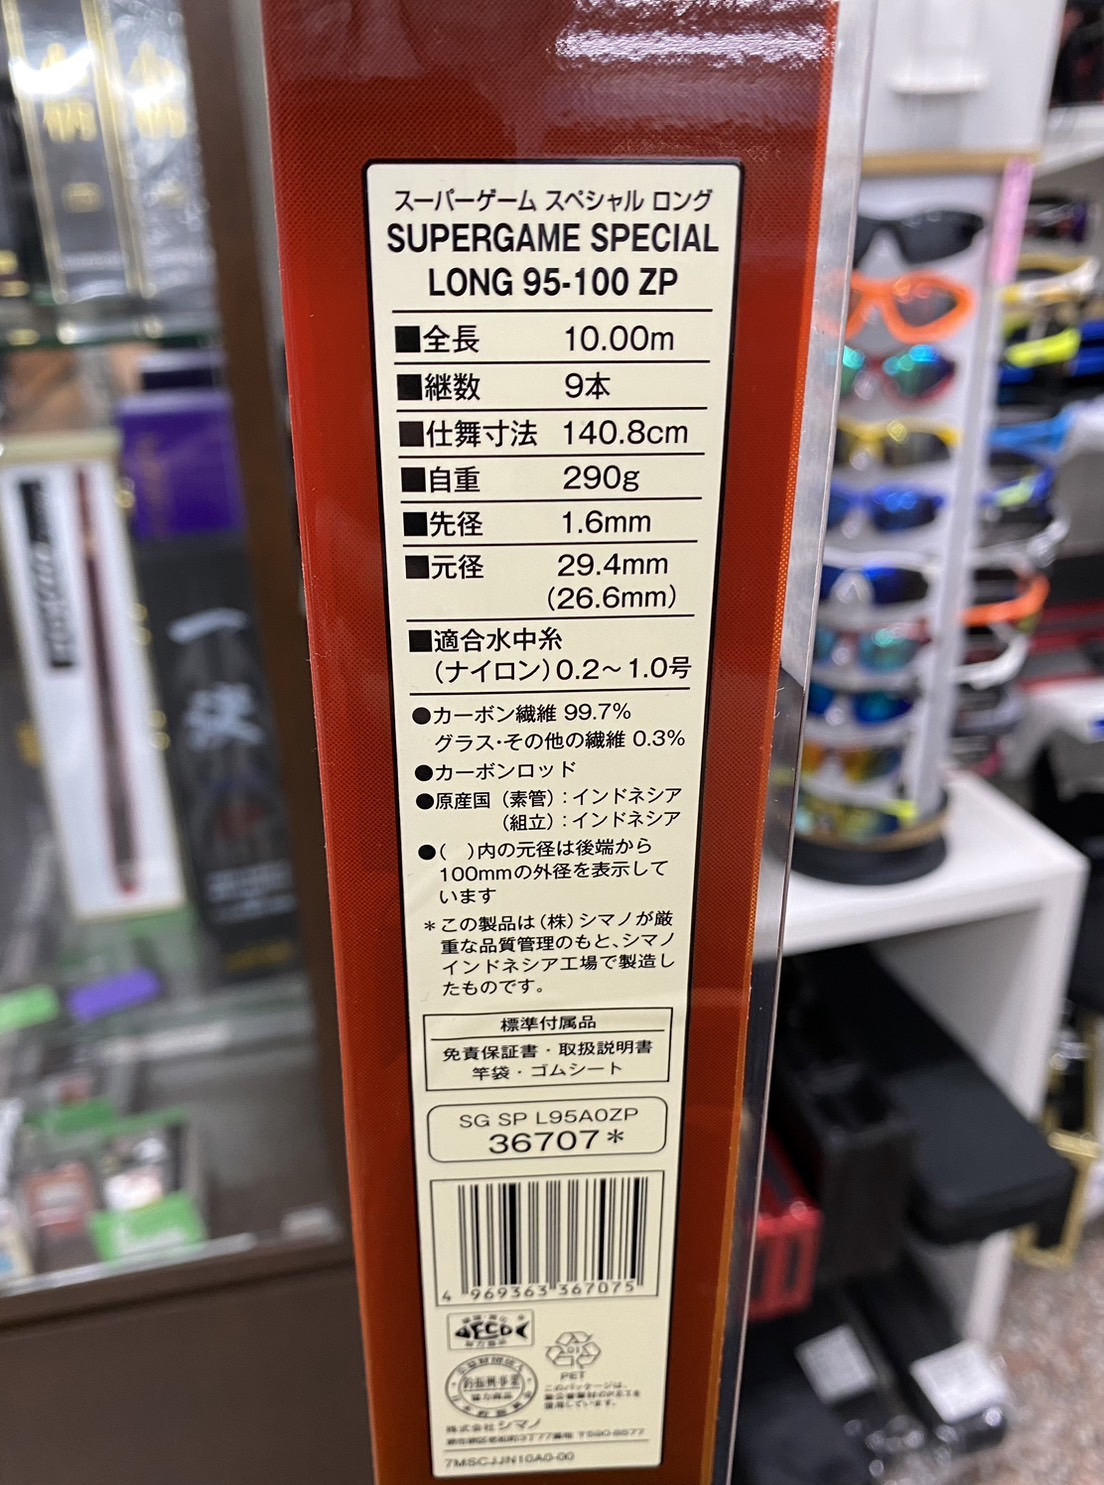 スーパーゲーム スペシャル ロング
SUPERGAME SPECIAL
LONG 95-100 ZP
■全長 10.00m
■継数 9本
■仕舞寸法 140.8cm
■自重 290g
■先径 1.6mm
■元径 29.4mm
(26.6mm)
■適合水中糸
(ナイロン)0.2〜1.0号
●カーボン繊維 99.7%
グラス・その他の繊維 0.3%
●カーボンロッド
●原産国(素管):インドネシア
(組立):インドネシア
●( )内の元径は後端から
100mmの外径を表示して
います
*この製品は(株)シマノが厳
重な品質管理のもと、シマノ
インドネシア工場で製造し
たものです。
標準付属品
免責保証書・取扱説明書
竿袋・ゴムシート
SG SP L95A0ZP
36707*
4 969363 367075
PET
株式会社シマノ
7MSCJJN10A0-00
一